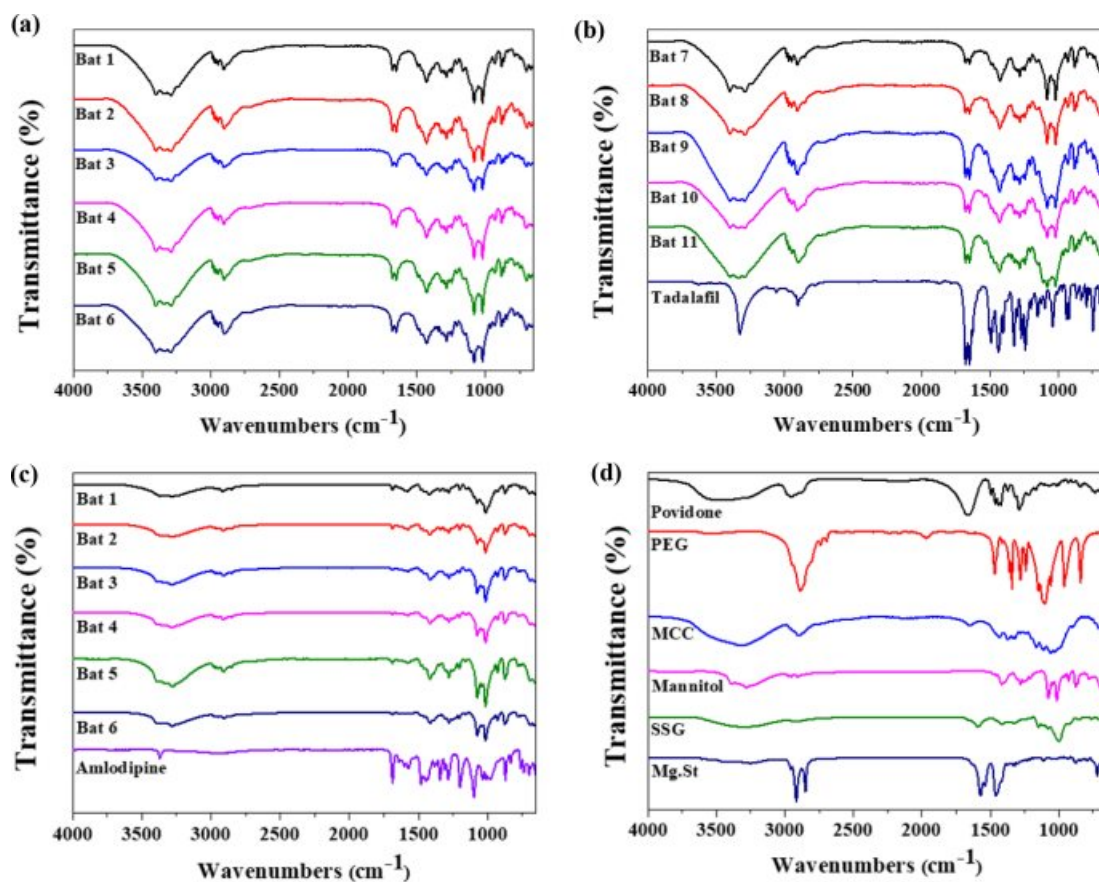 (a)
Bat 1
Bat 2
Bat 3
Bat 4
Bat 5
Bat 6
Transmittance (%)
4000 3500 3000 2500 2000 1500 1000
Wavenumbers (cm⁻¹)
(b)
Bat 7
Bat 8
Bat 9
Bat 10
Bat 11
Tadalafil
Transmittance (%)
4000 3500 3000 2500 2000 1500 1000
Wavenumbers (cm⁻¹)
(c)
Bat 1
Bat 2
Bat 3
Bat 4
Bat 5
Bat 6
Amlodipine
Transmittance (%)
4000 3500 3000 2500 2000 1500 1000
Wavenumbers (cm⁻¹)
(d)
Povidone
PEG
MCC
Mannitol
SSG
Mg.St
Transmittance (%)
4000 3500 3000 2500 2000 1500 1000
Wavenumbers (cm⁻¹)